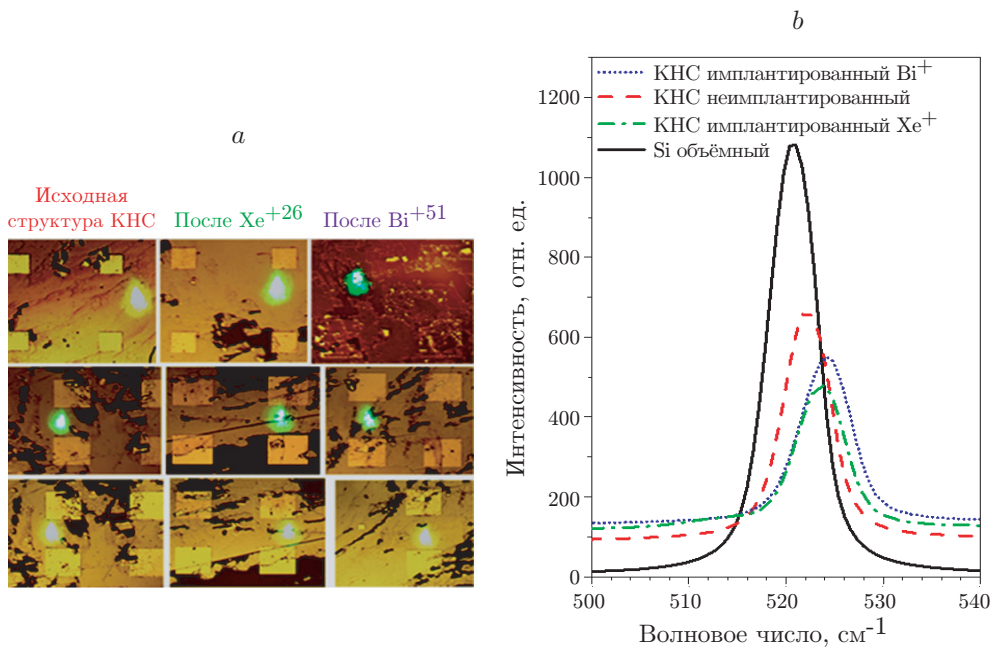 a
Исходная
структура КНС
После Xe+26
После Bi+51
b
КНС имплантированный Bi+
КНС неимплантированный
КНС имплантированный Xe+
Si объёмный
Интенсивность, отн. ед.
1200
1000
800
600
400
200
0
500 510 520 530 540
Волновое число, см-1